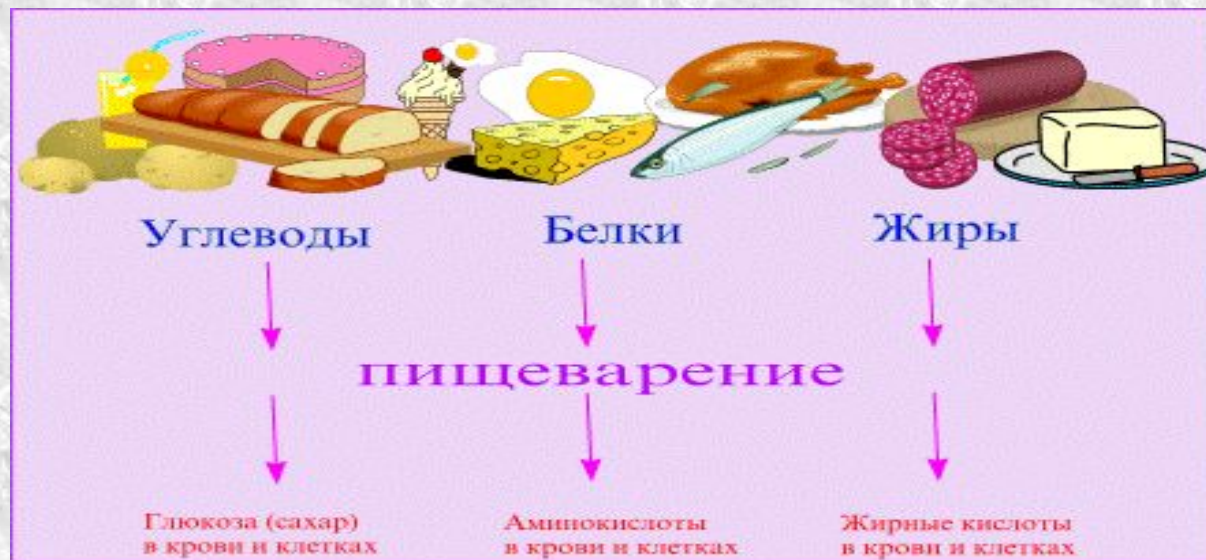 Углеводы Белки Жиры
пищеварение
Глюкоза (сахар)
в крови и клетках
Аминокислоты
в крови и клетках
Жирные кислоты
в крови и клетках